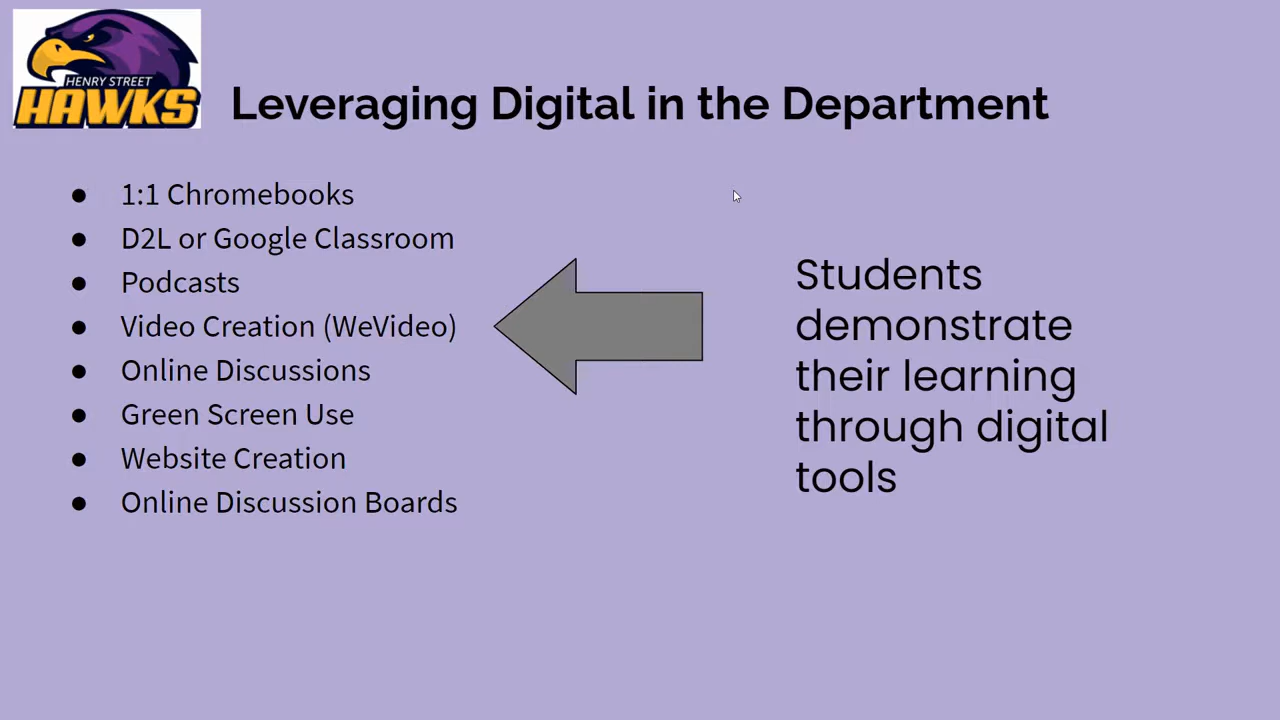 HENRY STREET
HAWKS
Leveraging Digital in the Department
● 1:1 Chromebooks
● D2L or Google Classroom
● Podcasts
● Video Creation (WeVideo)
● Online Discussions
● Green Screen Use
● Website Creation
● Online Discussion Boards
Students
demonstrate
their learning
through digital
tools